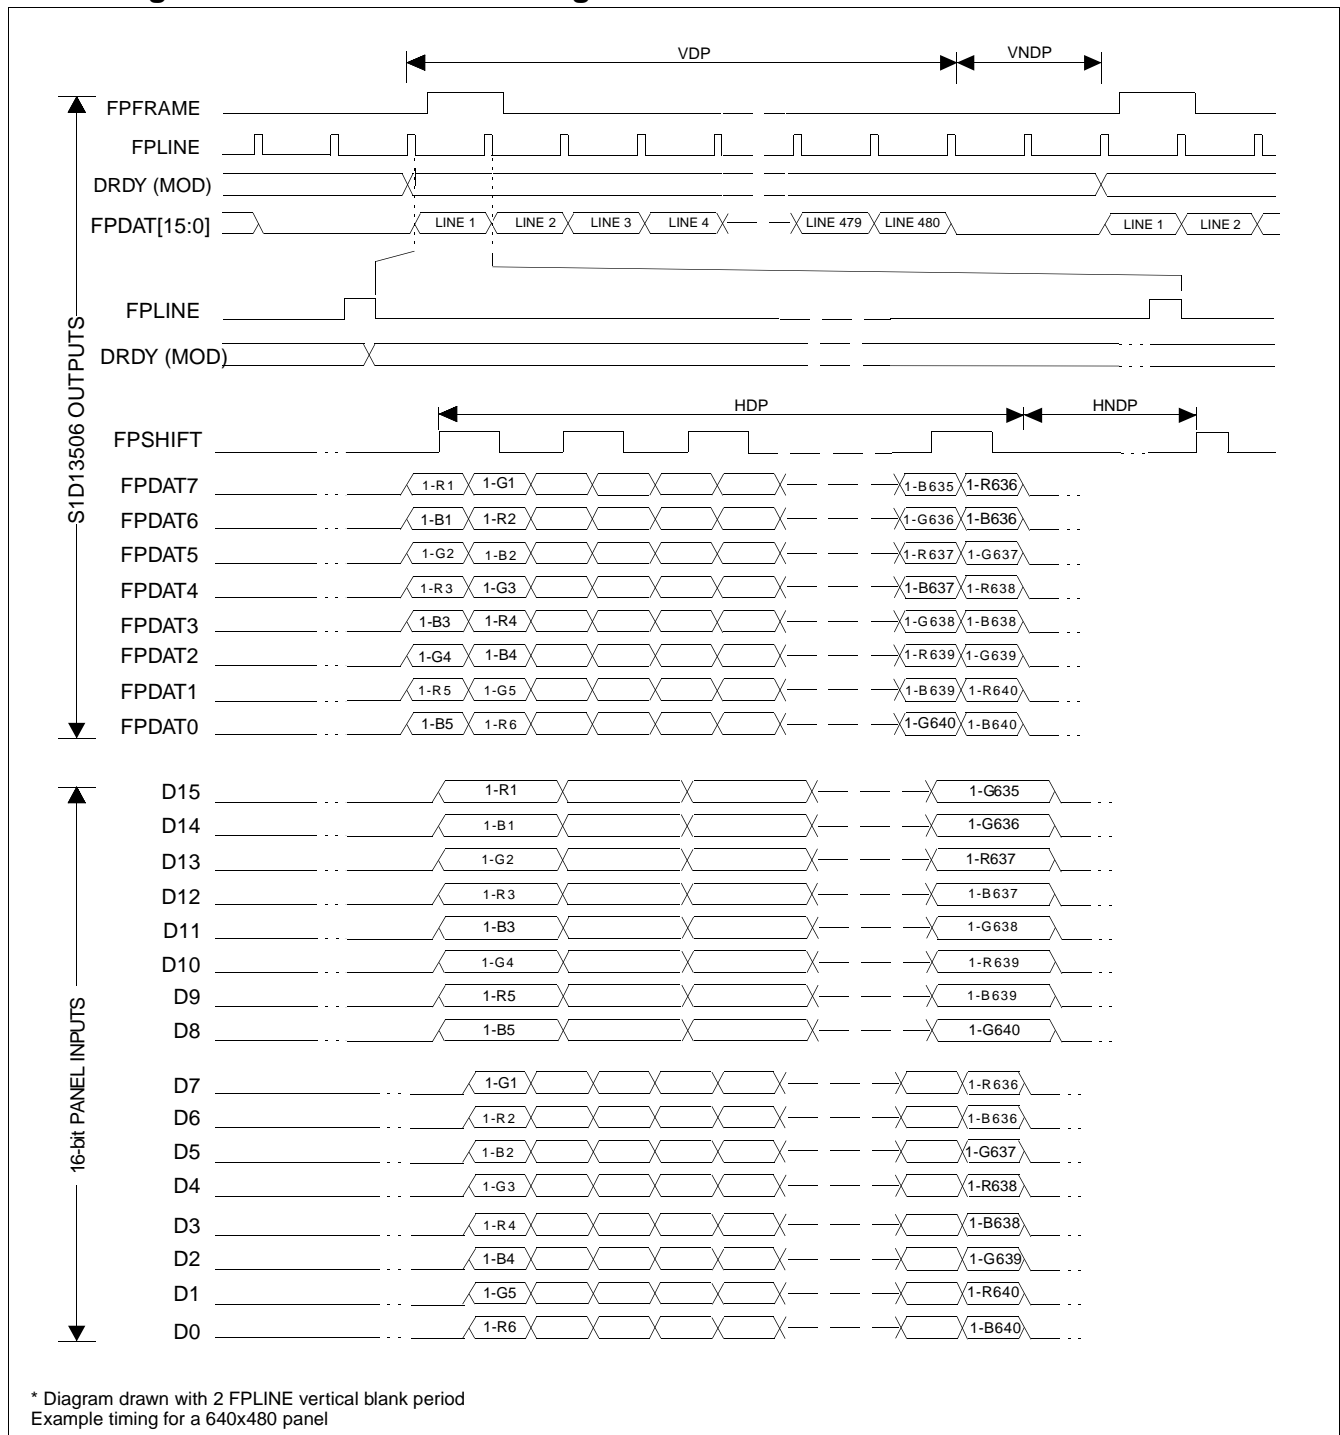 VDP VNDP
FPFRAME
FPLINE
DRDY (MOD)
FPDAT[15:0] LINE 1 LINE 2 LINE 3 LINE 4 LINE 479 LINE 480 LINE 1 LINE 2
FPLINE
DRDY (MOD)
S1D13506 OUTPUTS
HDP HNDP
FPSHIFT
FPDAT7 1-R1 1-G1 1-B635 1-R636
FPDAT6 1-B1 1-R2 1-G636 1-B636
FPDAT5 1-G2 1-B2 1-R637 1-G637
FPDAT4 1-R3 1-G3 1-B637 1-R638
FPDAT3 1-B3 1-R4 1-G638 1-B638
FPDAT2 1-G4 1-B4 1-R639 1-G639
FPDAT1 1-R5 1-G5 1-B639 1-R640
FPDAT0 1-B5 1-R6 1-G640 1-B640
16-bit PANEL INPUTS
D15 1-R1 1-G635
D14 1-B1 1-G636
D13 1-G2 1-R637
D12 1-R3 1-B637
D11 1-B3 1-G638
D10 1-G4 1-R639
D9 1-R5 1-B639
D8 1-B5 1-G640
D7 1-G1 1-R636
D6 1-R2 1-B636
D5 1-B2 1-G637
D4 1-G3 1-R638
D3 1-R4 1-B638
D2 1-B4 1-G639
D1 1-G5 1-R640
D0 1-R6 1-B640
* Diagram drawn with 2 FPLINE vertical blank period
Example timing for a 640x480 panel